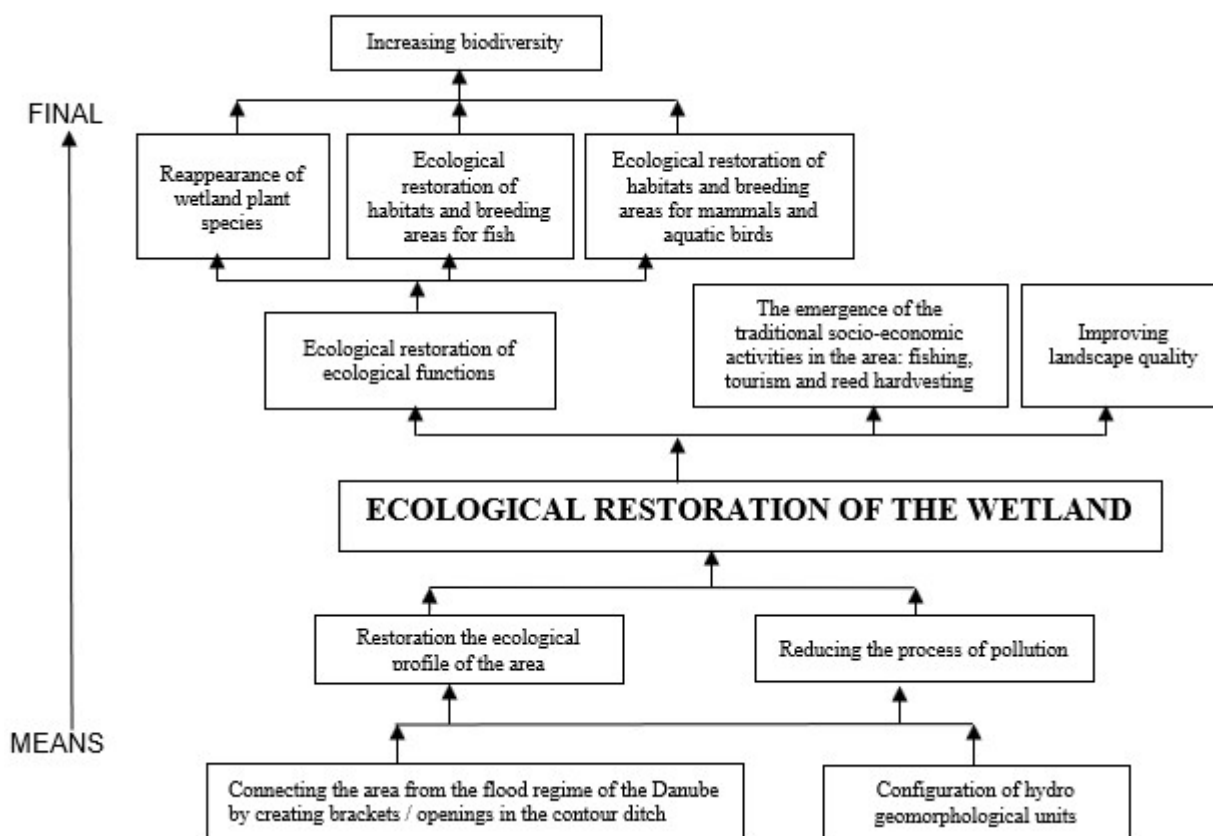 Increasing biodiversity
FINAL
Reappearance of
wetland plant
species
Ecological
restoration of
habitats and breeding
areas for fish
Ecological restoration of
habitats and breeding
areas for mammals and
aquatic birds
Ecological restoration of
ecological functions
The emergence of the
traditional socio-economic
activities in the area: fishing,
tourism and reed hardvesting
Improving
landscape quality
ECOLOGICAL RESTORATION OF THE WETLAND
Restoration the ecological
profile of the area
Reducing the process of pollution
MEANS
Connecting the area from the flood regime of the Danube
by creating brackets / openings in the contour ditch
Configuration of hydro
geomorphological units